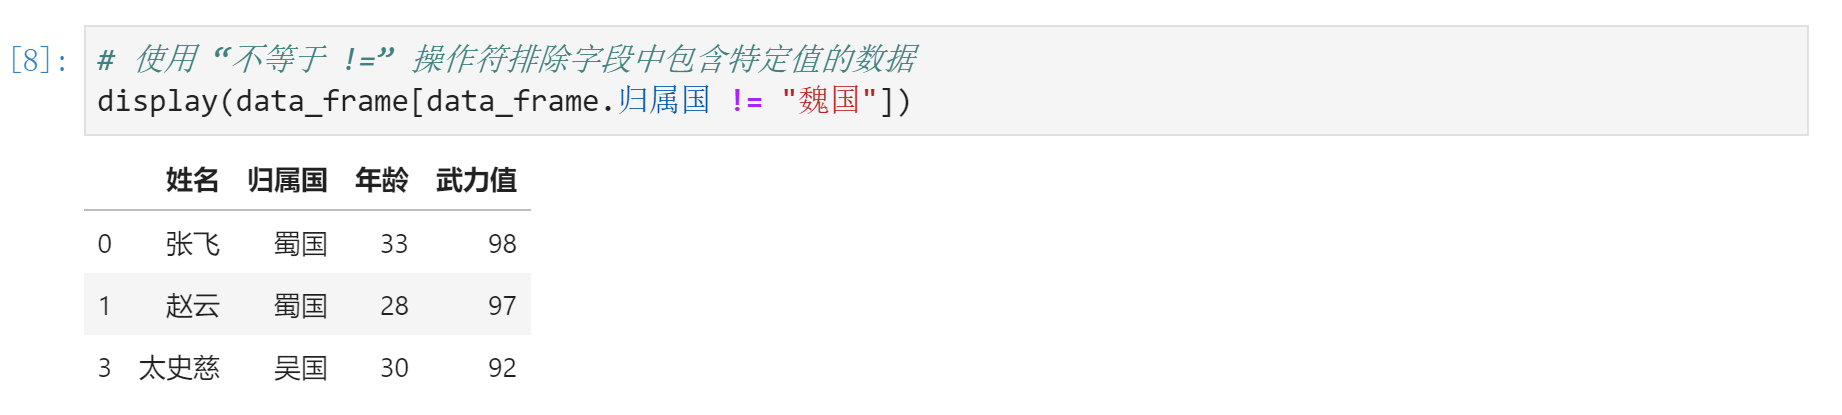 [8]:
# 使用“不等于 !=”操作符排除字段中包含特定值的数据
display(data_frame[data_frame.归属国 != "魏国"])
姓名 归属国 年龄 武力值
0 张飞 蜀国 33 98
1 赵云 蜀国 28 97
3 太史慈 吴国 30 92